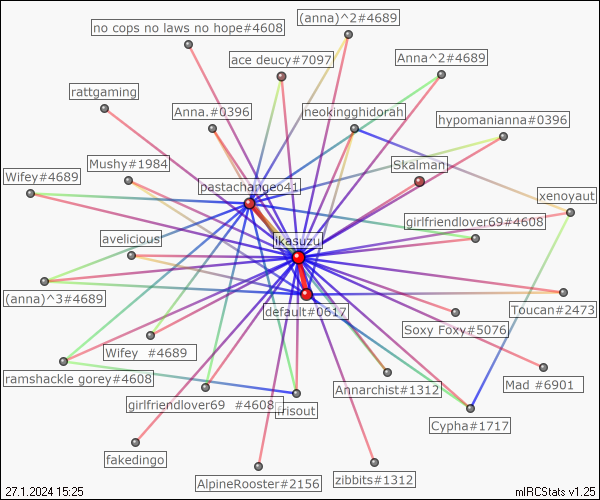 (anna)^2#4689
no cops no laws no hope#4608
ace deucy#7097
Anna^2#4689
rattgaming
Anna.#0396
neokingghidorah
hypomanianna#0396
Mushy#1984
Skalman
Wifey#4689
pastachange041
xenoyaut
girlfriendlover69#4608
avelicious
likasuzu
(anna)^3#4689
default#0617
Toucan#2473
Soxy Foxy#5076
Wifey  #4689
ramshackle gorey#4608
Annarchist#1312
Mad #6901
girlfriendlover69  #4608
irisout
Cypha#1717
fakedingo
AlpineRooster#2156
zibbits#1312
27.1.2024 15:25
mIRCStats v1.25